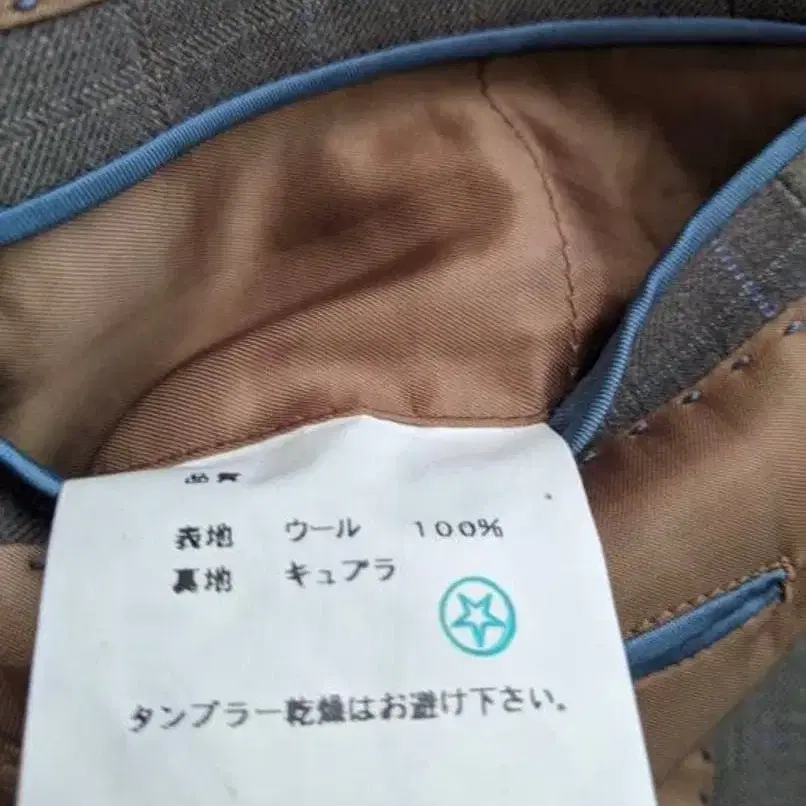 表地 ウール 100%
裏地 キュプラ
タンブラー乾燥はお避け下さい。